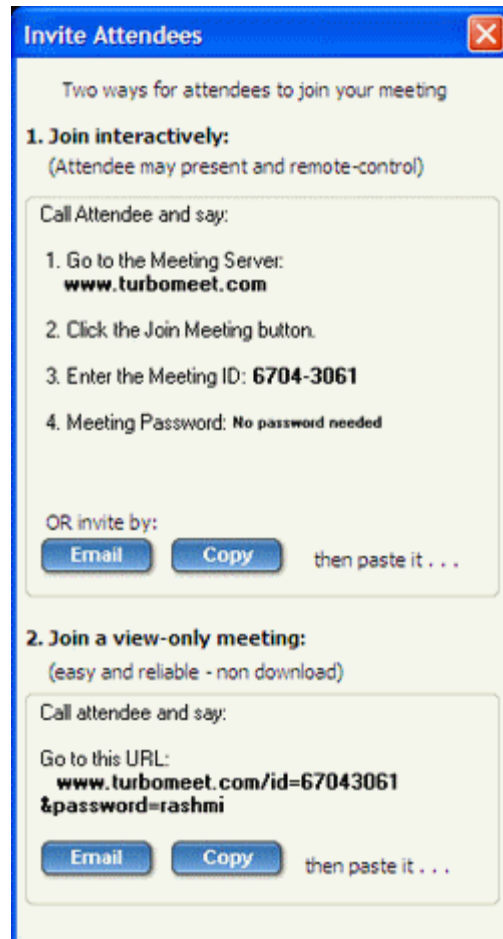 Invite Attendees
Two ways for attendees to join your meeting
1. Join interactively:
(Attendee may present and remote-control)
Call Attendee and say:
1. Go to the Meeting Server:
www.turbomeet.com
2. Click the Join Meeting button.
3. Enter the Meeting ID: 6704-3061
4. Meeting Password: No password needed
OR invite by:
Email Copy then paste it . . .
2. Join a view-only meeting:
(easy and reliable - non download)
Call attendee and say:
Go to this URL:
www.turbomeet.com/id=67043061
&password=rashmi
Email Copy then paste it . . .